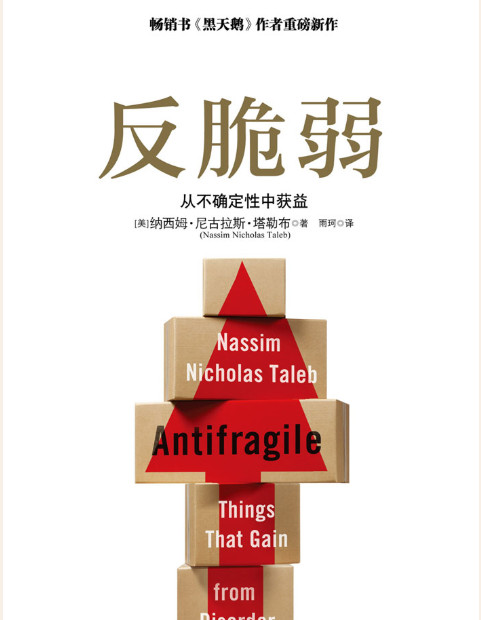 畅销书《黑天鹅》作者重磅新作
反脆弱
从不确定性中获益
[美]纳西姆·尼古拉斯·塔勒布◎著 雨珂◎译
(Nassim Nicholas Taleb)
Nassim
Nicholas Taleb
Antifragile
Things
That Gain
from
Disorder